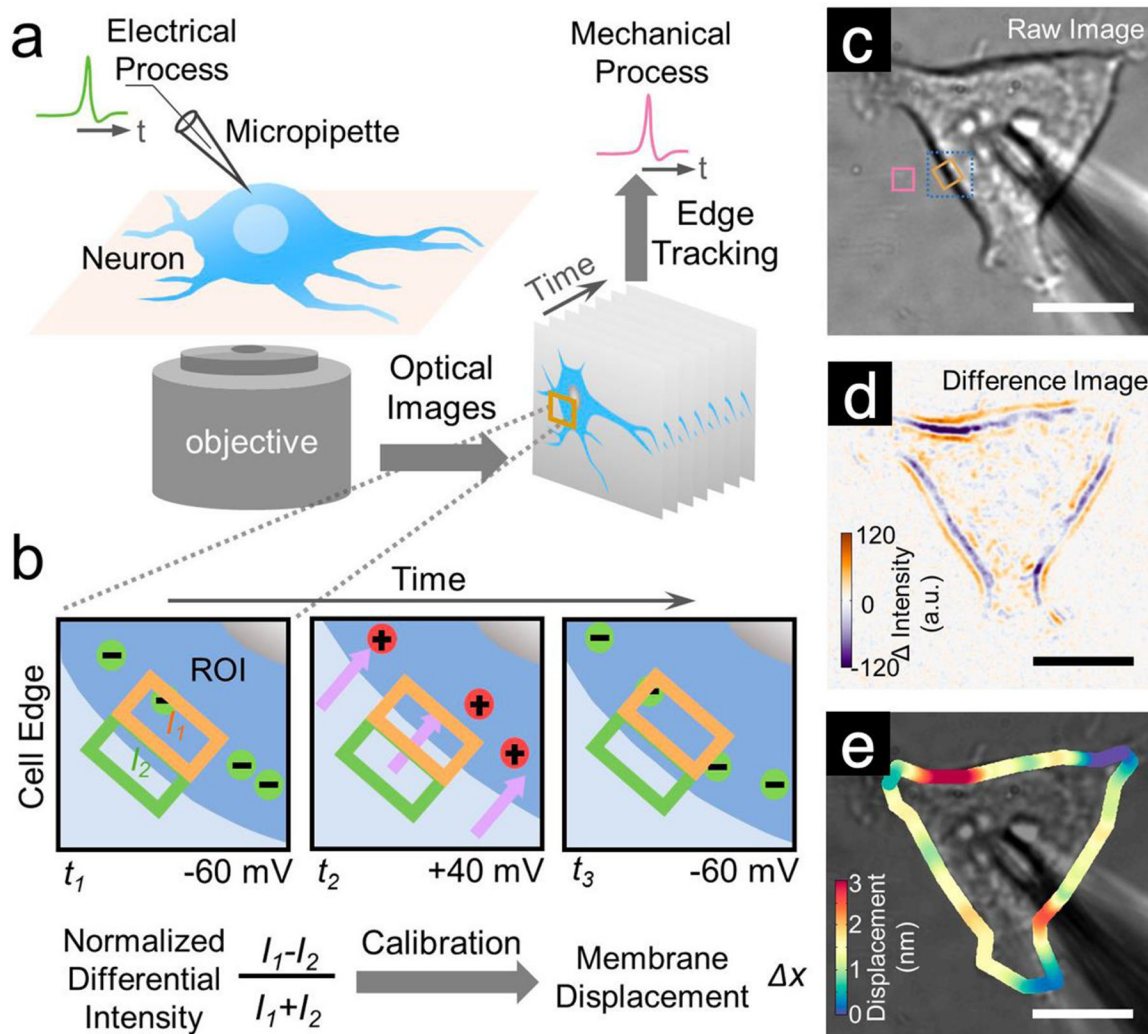 a
Electrical
Process
t
Micropipette
Neuron
objective
Optical
Images
Mechanical
Process
t
Edge
Tracking
Time
b
Time
Cell Edge
ROI
I₁
I₂
t₁ -60 mV
t₂ +40 mV
t₃ -60 mV
Normalized
Differential
Intensity
I₁-I₂
I₁+I₂
Calibration
Membrane
Displacement Δx
c
Raw Image
d
Difference Image
120
0
-120
Δ Intensity
(a.u.)
e
3
2
1
0
Displacement
(nm)